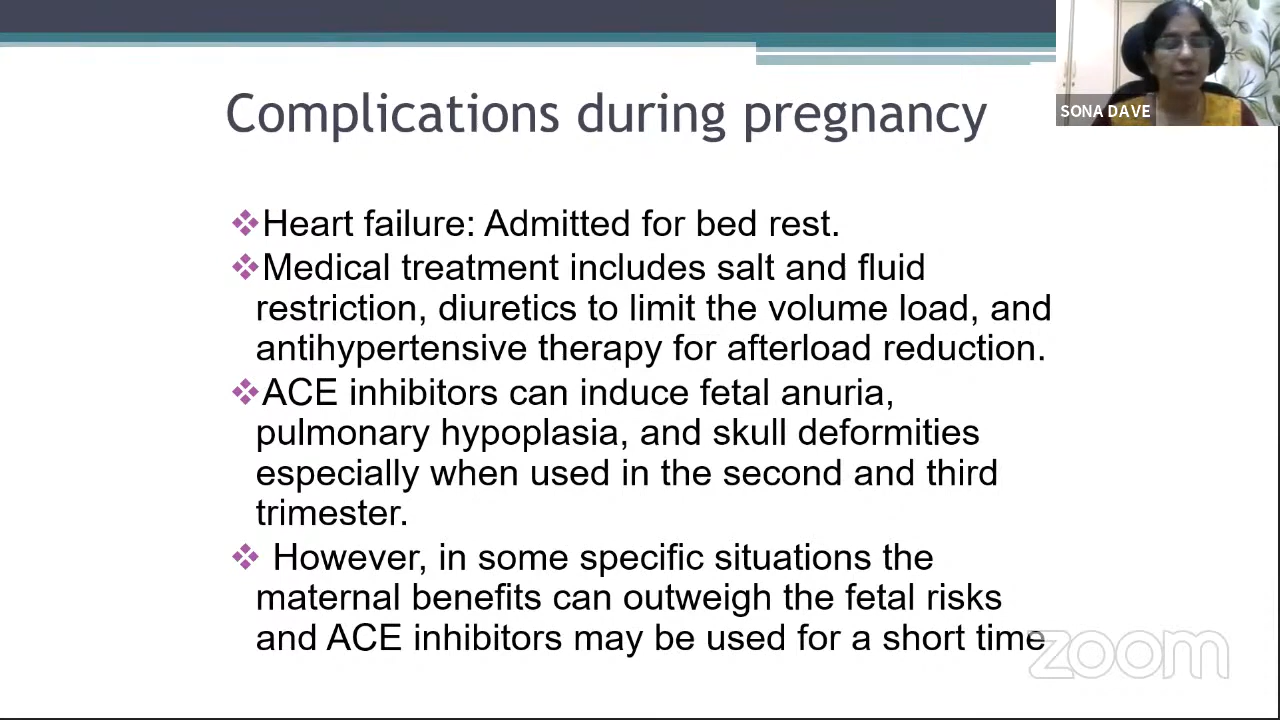 Complications during pregnancy
SONA DAVE
❖Heart failure: Admitted for bed rest.
❖Medical treatment includes salt and fluid
restriction, diuretics to limit the volume load, and
antihypertensive therapy for afterload reduction.
❖ACE inhibitors can induce fetal anuria,
pulmonary hypoplasia, and skull deformities
especially when used in the second and third
trimester.
❖ However, in some specific situations the
maternal benefits can outweigh the fetal risks
and ACE inhibitors may be used for a short time
zoom